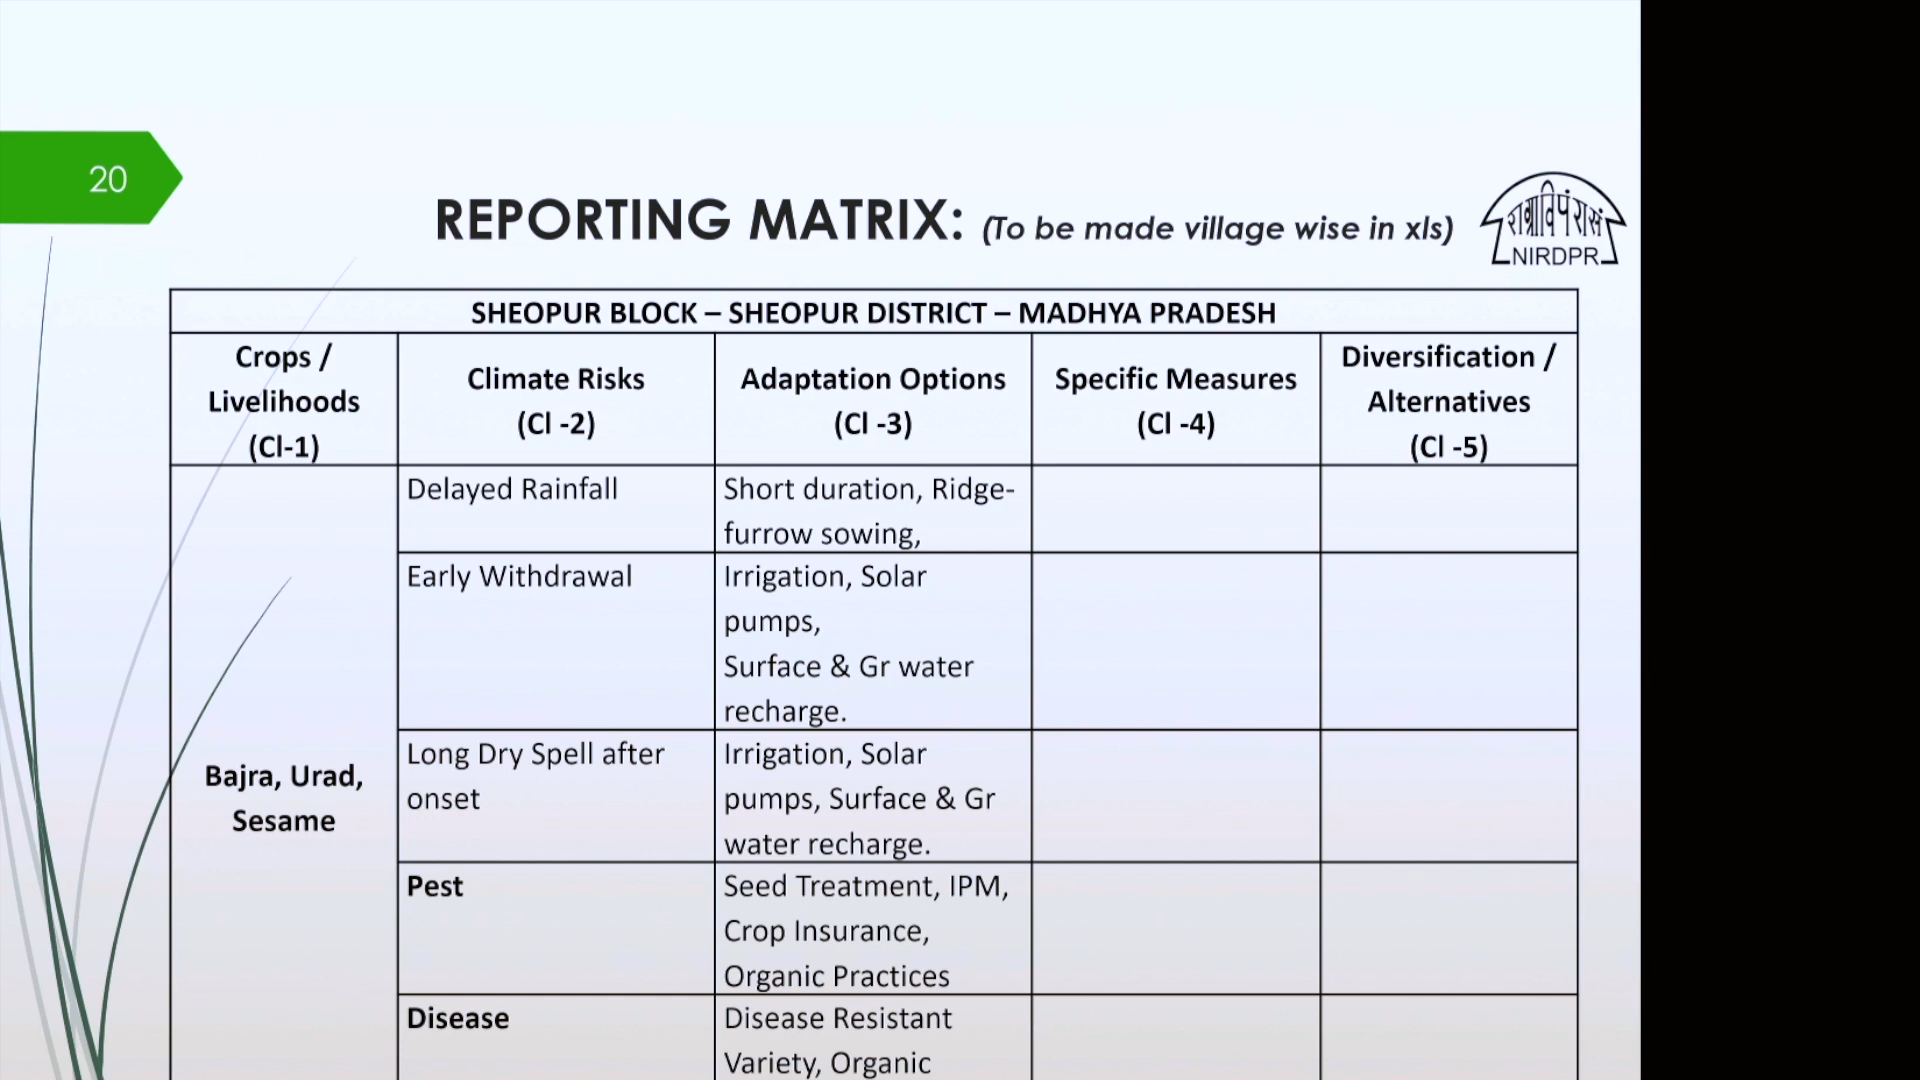 20
REPORTING MATRIX: (To be made village wise in xls)
राग्राविपंरासं
NIRDPR
SHEOPUR BLOCK – SHEOPUR DISTRICT – MADHYA PRADESH
Crops /
Livelihoods
(Cl-1)
Climate Risks
(Cl -2)
Adaptation Options
(Cl -3)
Specific Measures
(Cl -4)
Diversification /
Alternatives
(Cl -5)
Bajra, Urad,
Sesame
Delayed Rainfall
Short duration, Ridge-
furrow sowing,
Early Withdrawal
Irrigation, Solar
pumps,
Surface & Gr water
recharge.
Long Dry Spell after
onset
Irrigation, Solar
pumps, Surface & Gr
water recharge.
Pest
Seed Treatment, IPM,
Crop Insurance,
Organic Practices
Disease
Disease Resistant
Variety, Organic